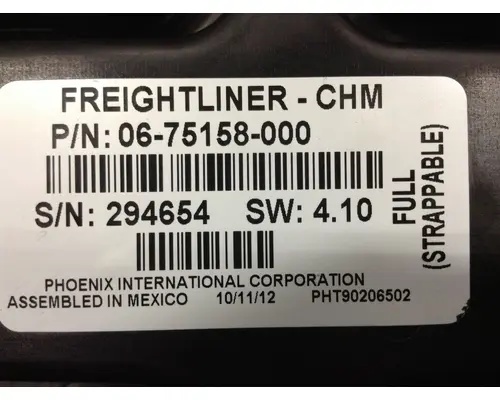 FREIGHTLINER - CHM
P/N: 06-75158-000
S/N: 294654 SW: 4.10
PHOENIX INTERNATIONAL CORPORATION
ASSEMBLED IN MEXICO 10/11/12 PHT90206502
FULL
(STRAPPABLE)